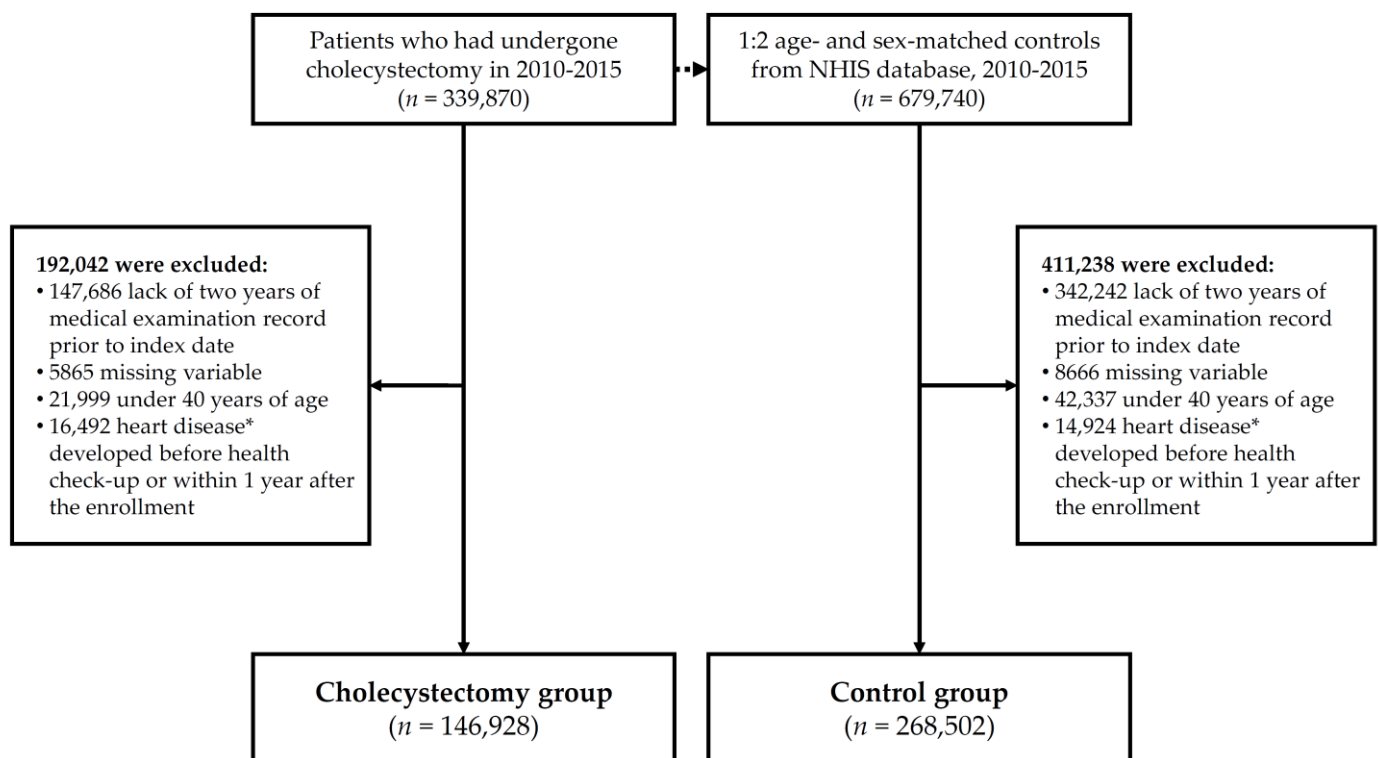 Patients who had undergone
cholecystectomy in 2010-2015
(n = 339,870)
1:2 age- and sex-matched controls
from NHIS database, 2010-2015
(n = 679,740)
192,042 were excluded:
• 147,686 lack of two years of
medical examination record
prior to index date
• 5865 missing variable
• 21,999 under 40 years of age
• 16,492 heart disease*
developed before health
check-up or within 1 year after
the enrollment
411,238 were excluded:
• 342,242 lack of two years of
medical examination record
prior to index date
• 8666 missing variable
• 42,337 under 40 years of age
• 14,924 heart disease*
developed before health
check-up or within 1 year after
the enrollment
Cholecystectomy group
(n = 146,928)
Control group
(n = 268,502)